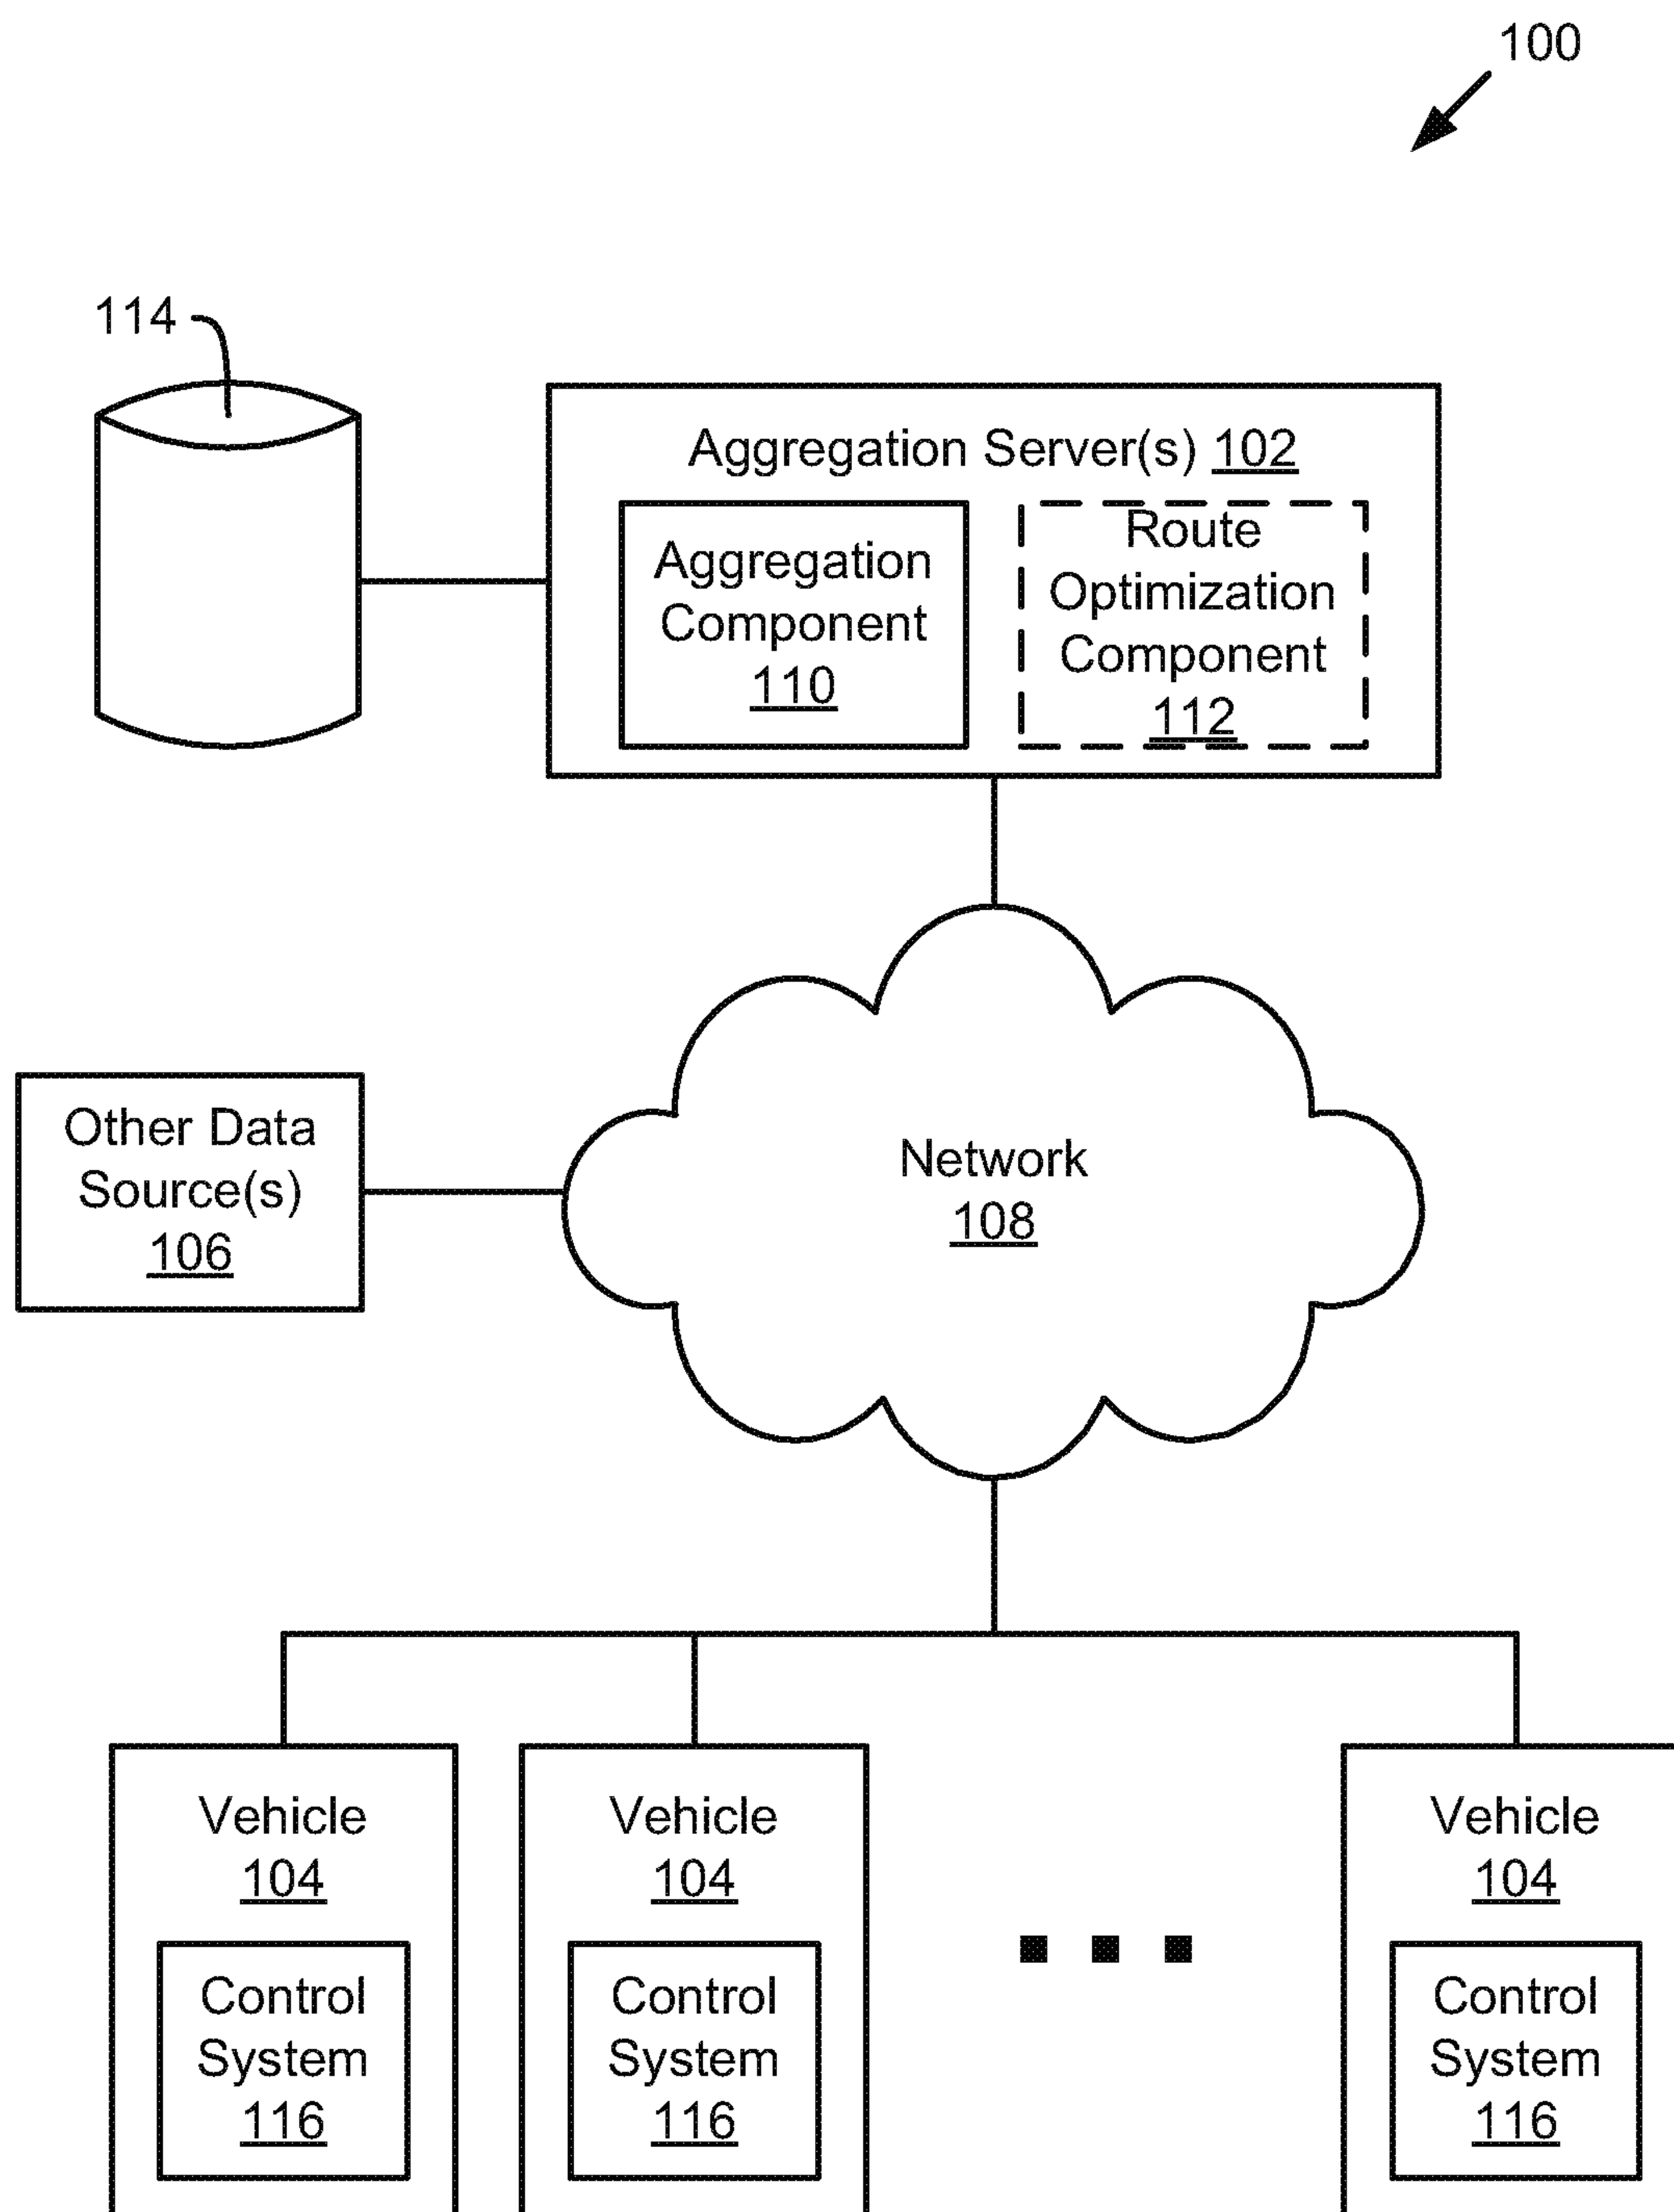 100
114
Aggregation Server(s) 102
Aggregation
Component
110
Route
Optimization
Component
112
Other Data
Source(s)
106
Network
108
Vehicle
104
Control
System
116
Vehicle
104
Control
System
116
Vehicle
104
Control
System
116